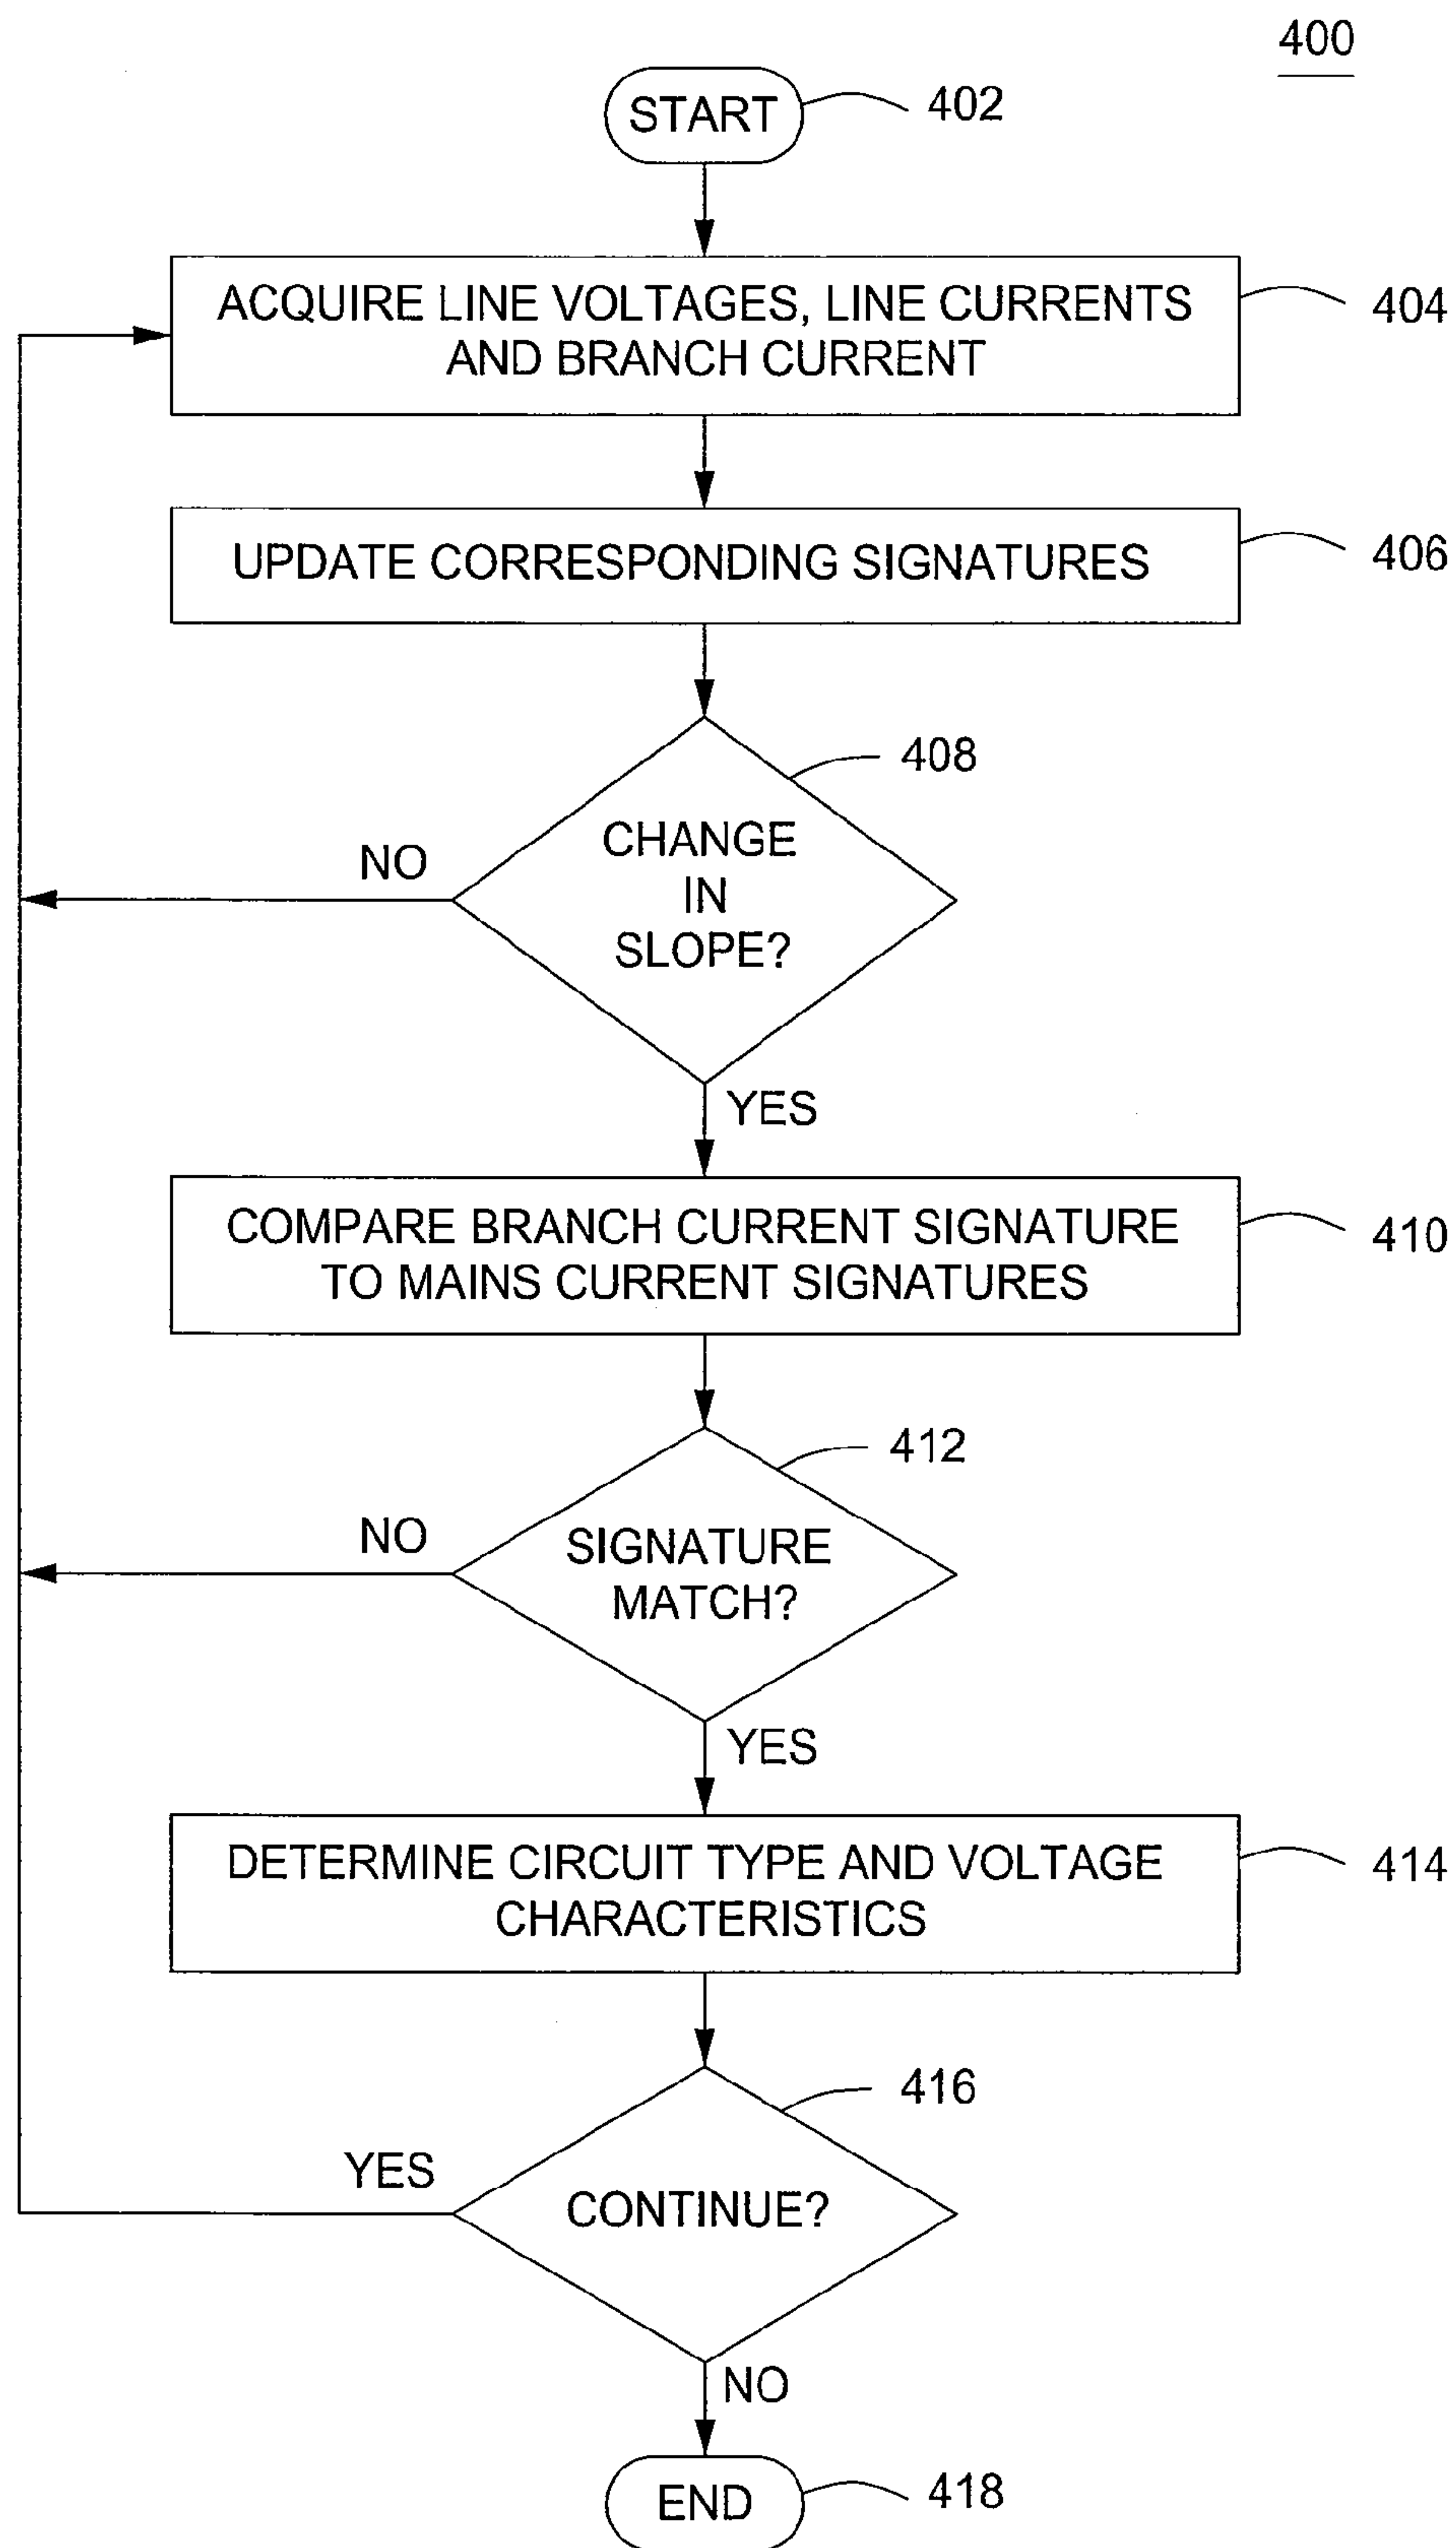 400
START
402
ACQUIRE LINE VOLTAGES, LINE CURRENTS
AND BRANCH CURRENT
404
UPDATE CORRESPONDING SIGNATURES
406
408
CHANGE
IN
SLOPE?
NO
YES
COMPARE BRANCH CURRENT SIGNATURE
TO MAINS CURRENT SIGNATURES
410
412
SIGNATURE
MATCH?
NO
YES
DETERMINE CIRCUIT TYPE AND VOLTAGE
CHARACTERISTICS
414
416
CONTINUE?
YES
NO
END
418